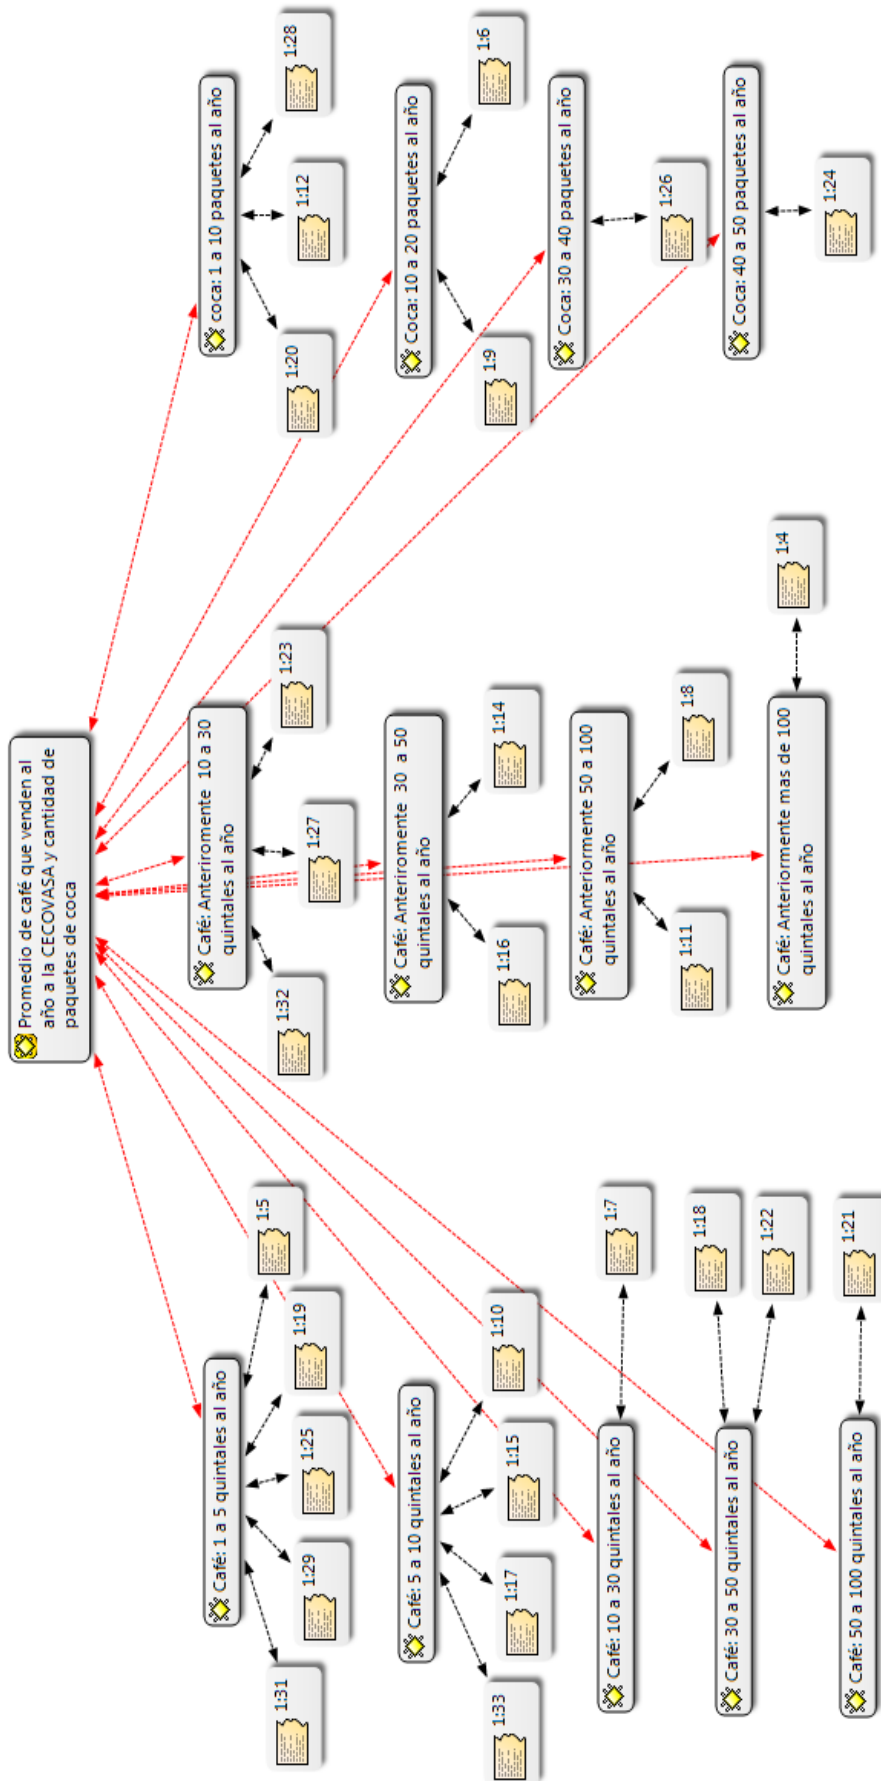 Promedio de café que venden al
año a la CECOVASA y cantidad de
paquetes de coca
Café: 1 a 5 quintales al año
1:31
1:29
1:25
1:19
1:5
Café: 5 a 10 quintales al año
1:33
1:17
1:15
1:10
Café: 10 a 30 quintales al año
1:7
Café: 30 a 50 quintales al año
1:18
1:22
Café: 50 a 100 quintales al año
1:21
Café: Anteriromente 10 a 30
quintales al año
1:32
1:27
1:23
Café: Anteriromente 30 a 50
quintales al año
1:16
1:14
Café: Anteriormente 50 a 100
quintales al año
1:11
1:8
Café: Anteriormente mas de 100
quintales al año
1:4
coca: 1 a 10 paquetes al año
1:20
1:12
1:28
Coca: 10 a 20 paquetes al año
1:9
1:6
Coca: 30 a 40 paquetes al año
1:26
Coca: 40 a 50 paquetes al año
1:24